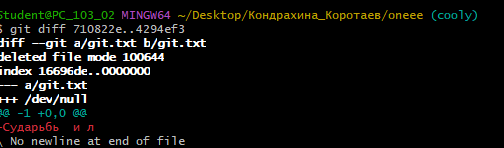 Student@PC_103_02 MINGW64 ~/Desktop/Кондрахина_Коротаев/oneee (cooly)
$ git diff 710822e..4294ef3
diff --git a/git.txt b/git.txt
deleted file mode 100644
index 16696de..0000000
--- a/git.txt
+++ /dev/null
@@ -1 +0,0 @@
-Сударьбь и л
\ No newline at end of file